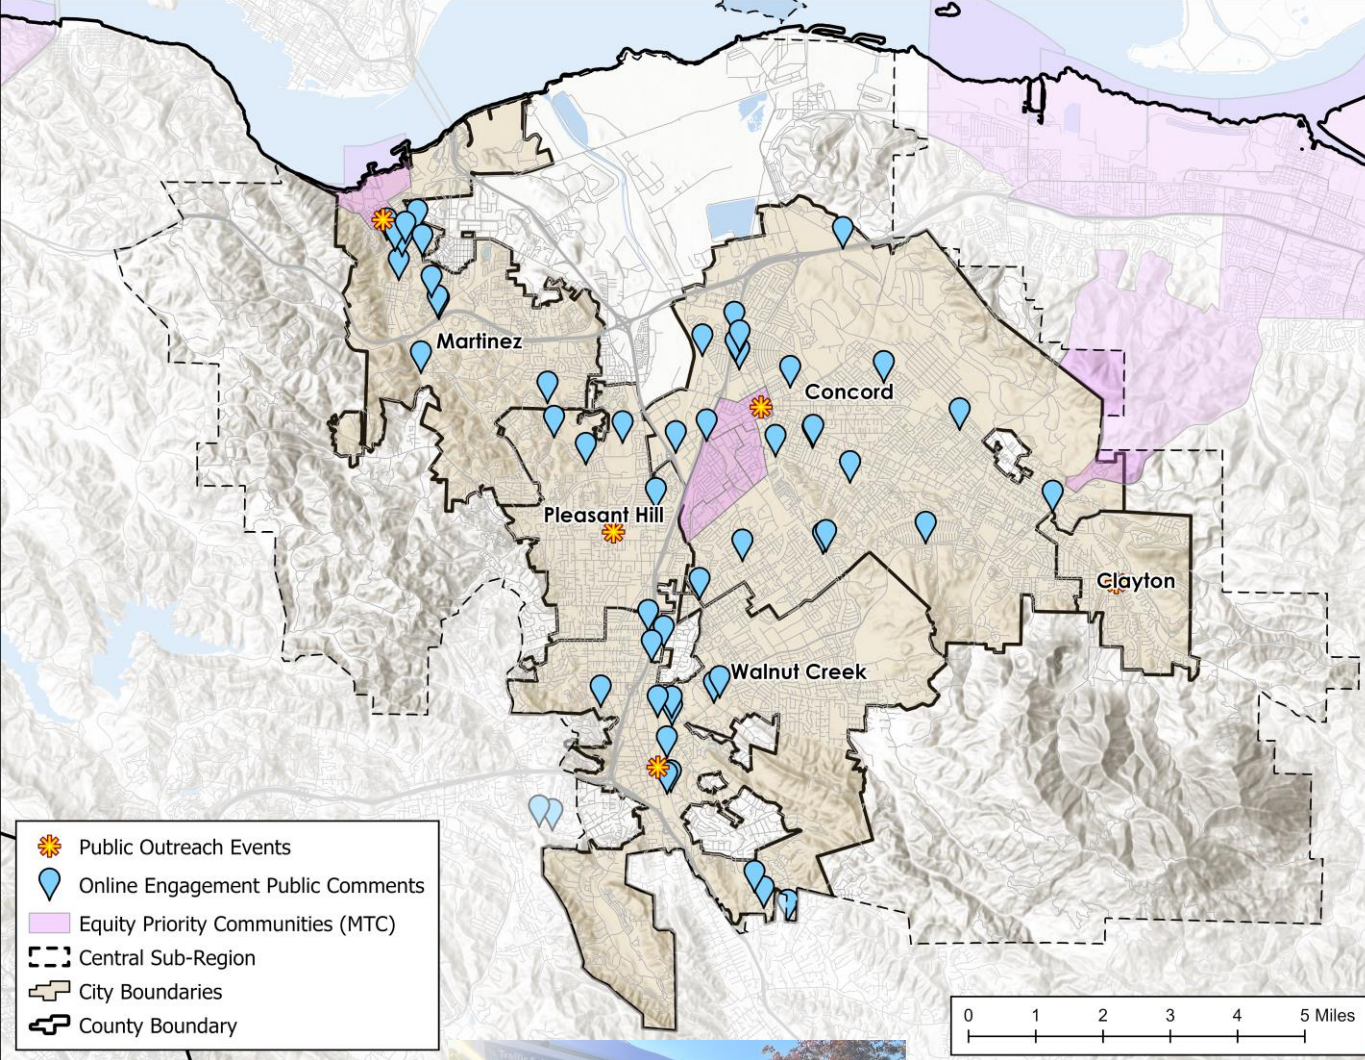 Martinez
Concord
Pleasant Hill
Clayton
Walnut Creek
Public Outreach Events
Online Engagement Public Comments
Equity Priority Communities (MTC)
Central Sub-Region
City Boundaries
County Boundary
0 1 2 3 4 5 Miles